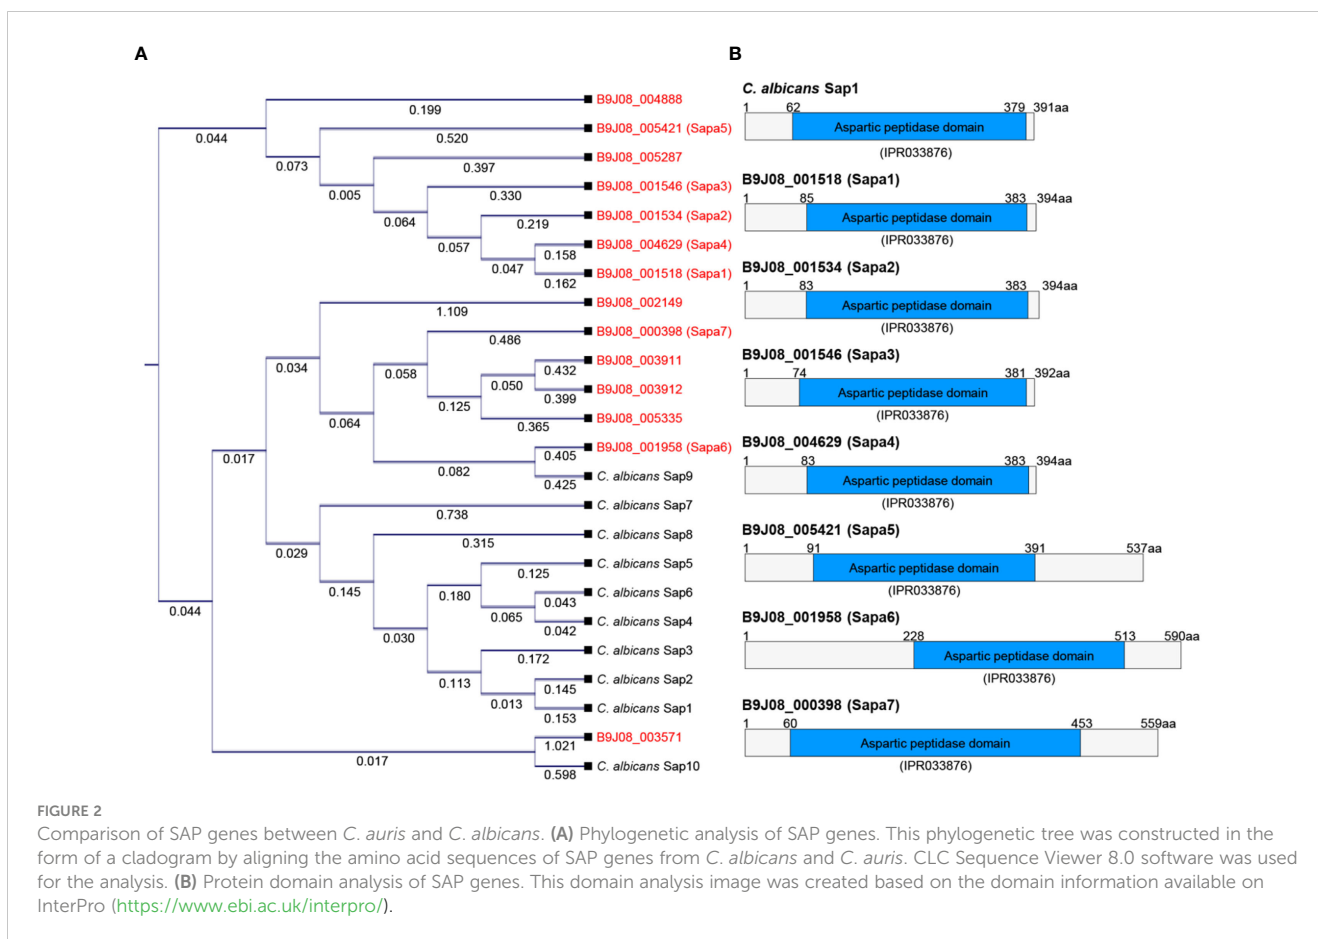 A
B9J08_004888
0.199
0.044
B9J08_005421 (Sapa5)
0.520
0.073
B9J08_005287
0.397
0.005
B9J08_001546 (Sapa3)
0.330
0.064
B9J08_001534 (Sapa2)
0.219
0.057
B9J08_004629 (Sapa4)
0.158
0.047
B9J08_001518 (Sapa1)
0.162
B9J08_002149
1.109
0.034
B9J08_000398 (Sapa7)
0.486
0.058
B9J08_003911
0.432
0.050
B9J08_003912
0.399
0.125
B9J08_005335
0.365
0.064
B9J08_001958 (Sapa6)
0.405
0.082
C. albicans Sap9
0.425
0.017
C. albicans Sap7
0.738
0.029
C. albicans Sap8
0.315
0.145
C. albicans Sap5
0.125
0.180
C. albicans Sap6
0.043
0.065
C. albicans Sap4
0.042
0.030
C. albicans Sap3
0.172
0.113
C. albicans Sap2
0.145
0.013
C. albicans Sap1
0.153
0.044
B9J08_003571
1.021
0.017
C. albicans Sap10
0.598
B
C. albicans Sap1
1 62 379 391aa
Aspartic peptidase domain
(IPR033876)
B9J08_001518 (Sapa1)
1 85 383 394aa
Aspartic peptidase domain
(IPR033876)
B9J08_001534 (Sapa2)
1 83 383 394aa
Aspartic peptidase domain
(IPR033876)
B9J08_001546 (Sapa3)
1 74 381 392aa
Aspartic peptidase domain
(IPR033876)
B9J08_004629 (Sapa4)
1 83 383 394aa
Aspartic peptidase domain
(IPR033876)
B9J08_005421 (Sapa5)
1 91 391 537aa
Aspartic peptidase domain
(IPR033876)
B9J08_001958 (Sapa6)
1 228 513 590aa
Aspartic peptidase domain
(IPR033876)
B9J08_000398 (Sapa7)
1 60 453 559aa
Aspartic peptidase domain
(IPR033876)
FIGURE 2
Comparison of SAP genes between C. auris and C. albicans. (A) Phylogenetic analysis of SAP genes. This phylogenetic tree was constructed in the
form of a cladogram by aligning the amino acid sequences of SAP genes from C. albicans and C. auris. CLC Sequence Viewer 8.0 software was used
for the analysis. (B) Protein domain analysis of SAP genes. This domain analysis image was created based on the domain information available on
InterPro (https://www.ebi.ac.uk/interpro/).